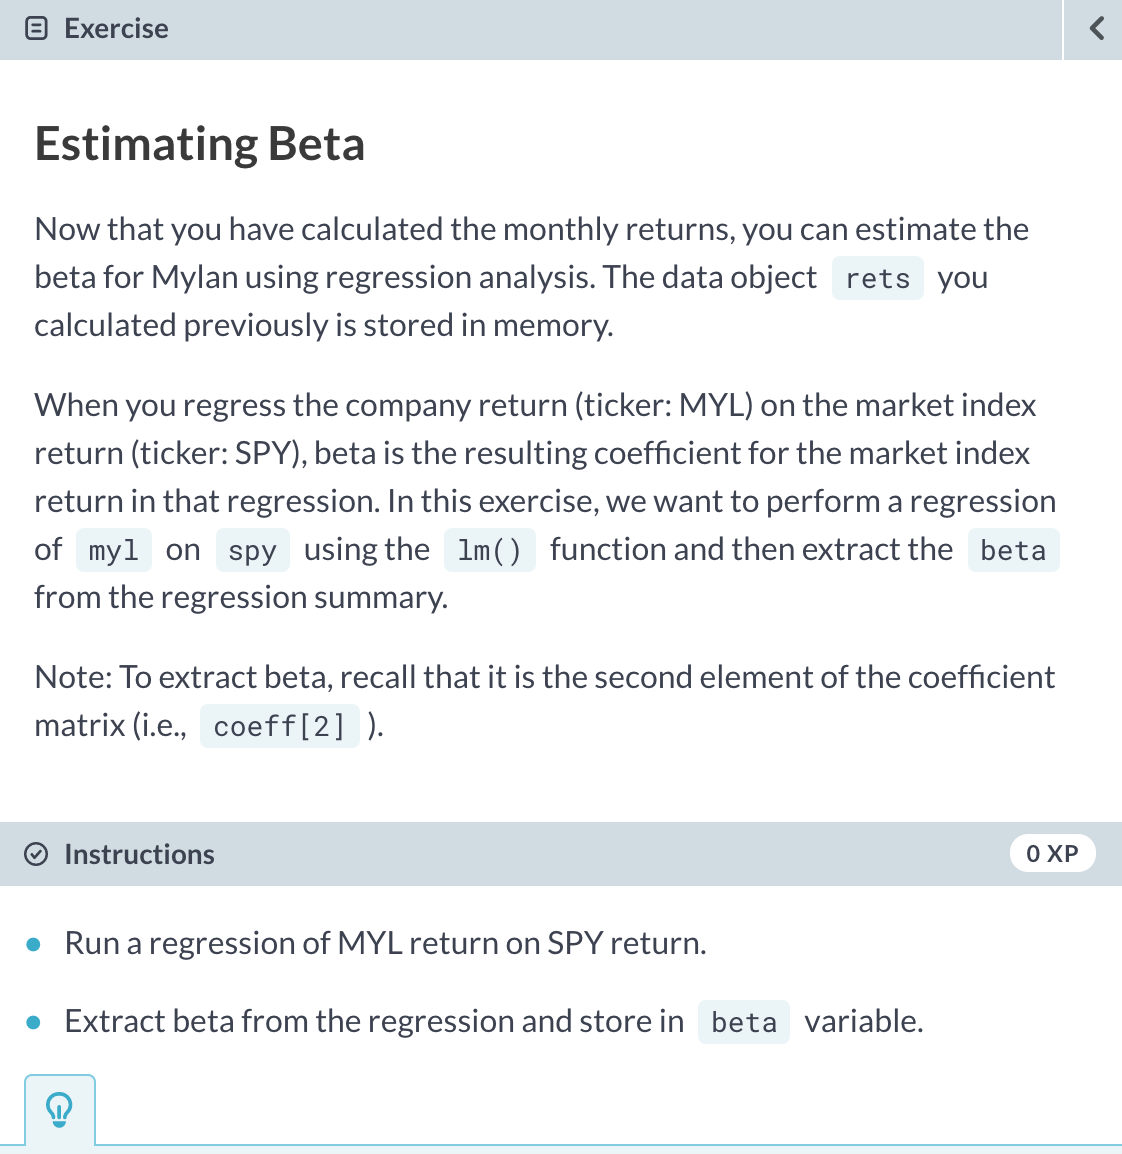 Exercise
Estimating Beta
Now that you have calculated the monthly returns, you can estimate the
beta for Mylan using regression analysis. The data object rets you
calculated previously is stored in memory.
When you regress the company return (ticker: MYL) on the market index
return (ticker: SPY), beta is the resulting coefficient for the market index
return in that regression. In this exercise, we want to perform a regression
of myl on spy using the lm() function and then extract the beta
from the regression summary.
Note: To extract beta, recall that it is the second element of the coefficient
matrix (i.e., coeff[2] ).
Instructions
0 XP
Run a regression of MYL return on SPY return.
Extract beta from the regression and store in beta variable.